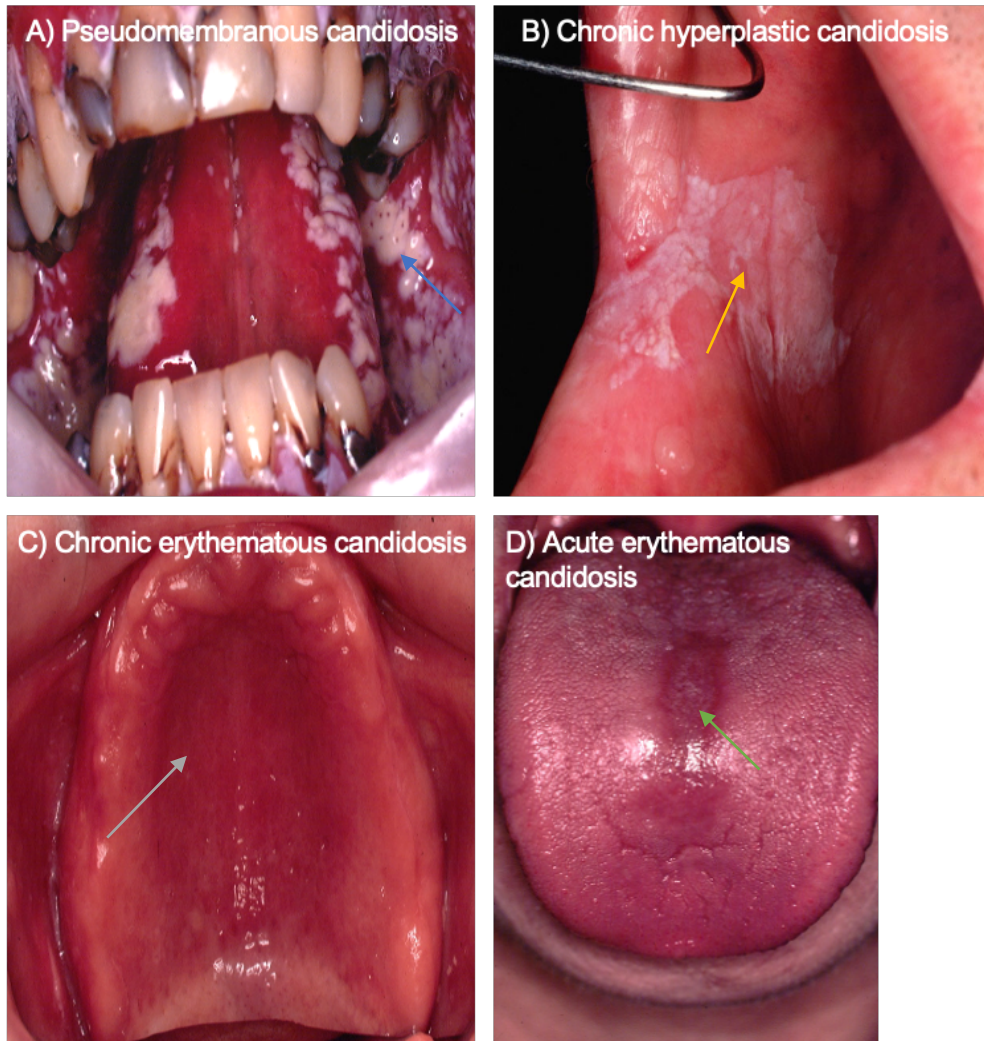 A) Pseudomembranous candidosis
B) Chronic hyperplastic candidosis
C) Chronic erythematous candidosis
D) Acute erythematous
candidosis